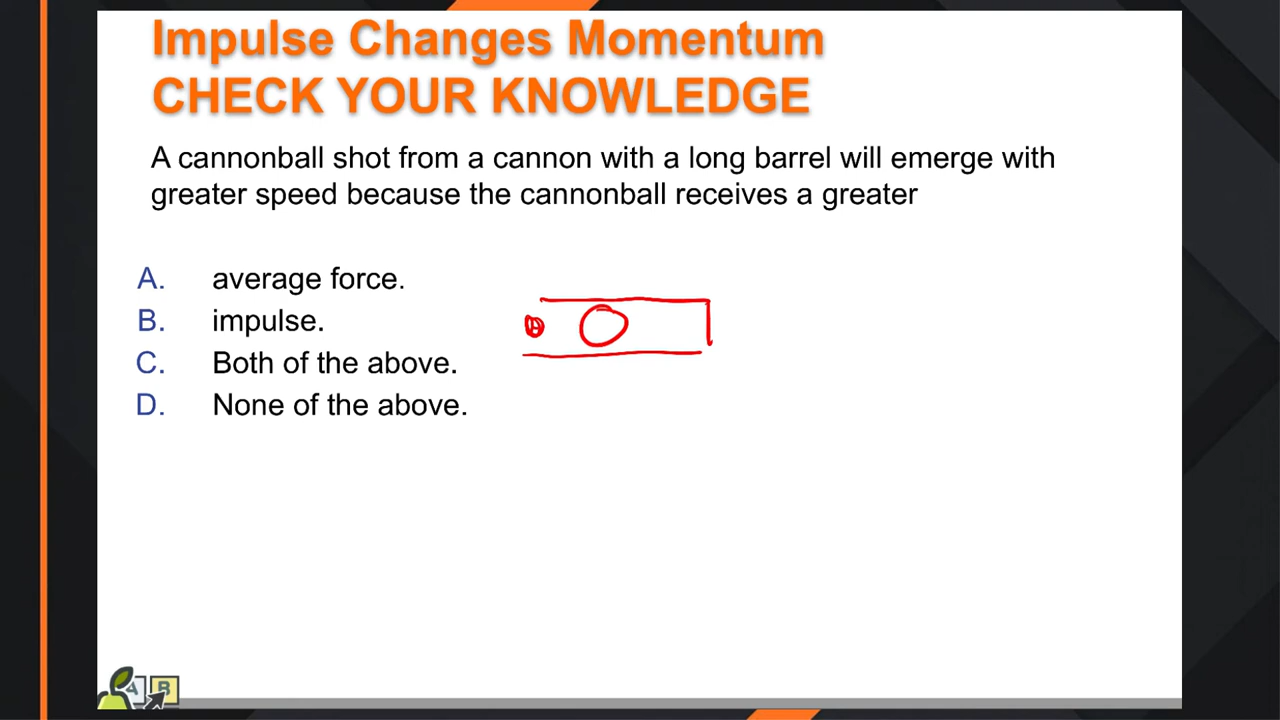 Impulse Changes Momentum
CHECK YOUR KNOWLEDGE
A cannonball shot from a cannon with a long barrel will emerge with
greater speed because the cannonball receives a greater
A. average force.
B. impulse.
C. Both of the above.
D. None of the above.
A B